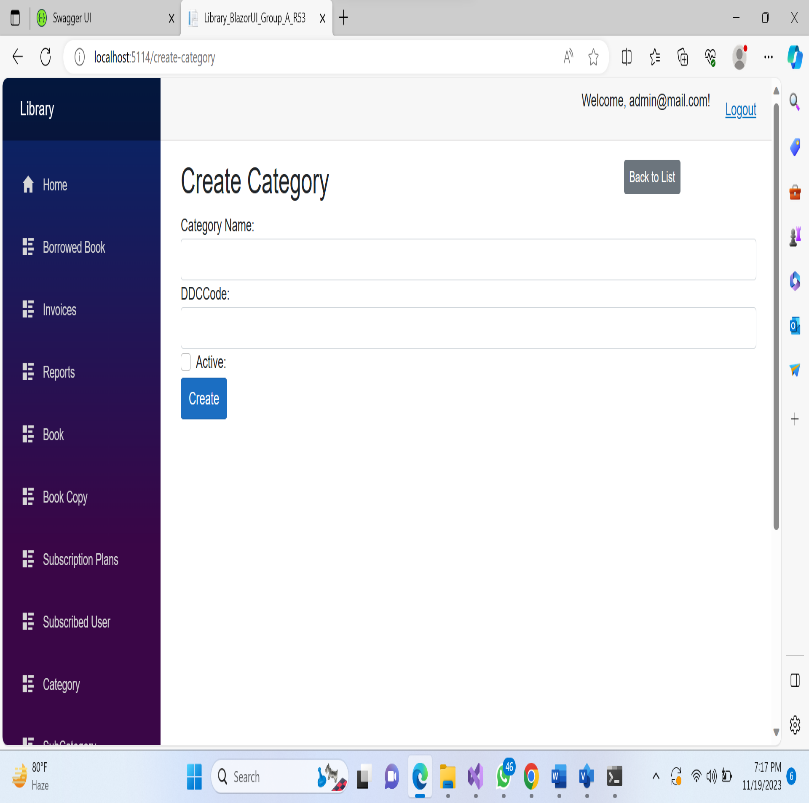 Swagger UI
Library_BlazorUI_Group_A_R53
localhost:5114/create-category
Library
Welcome, admin@mail.com!
Logout
Home
Borrowed Book
Invoices
Reports
Book
Book Copy
Subscription Plans
Subscribed User
Category
SubCategory
Create Category
Back to List
Category Name:
DDCCode:
Active:
Create
80°F
Haze
Search
46
7:17 PM
11/19/2023
6